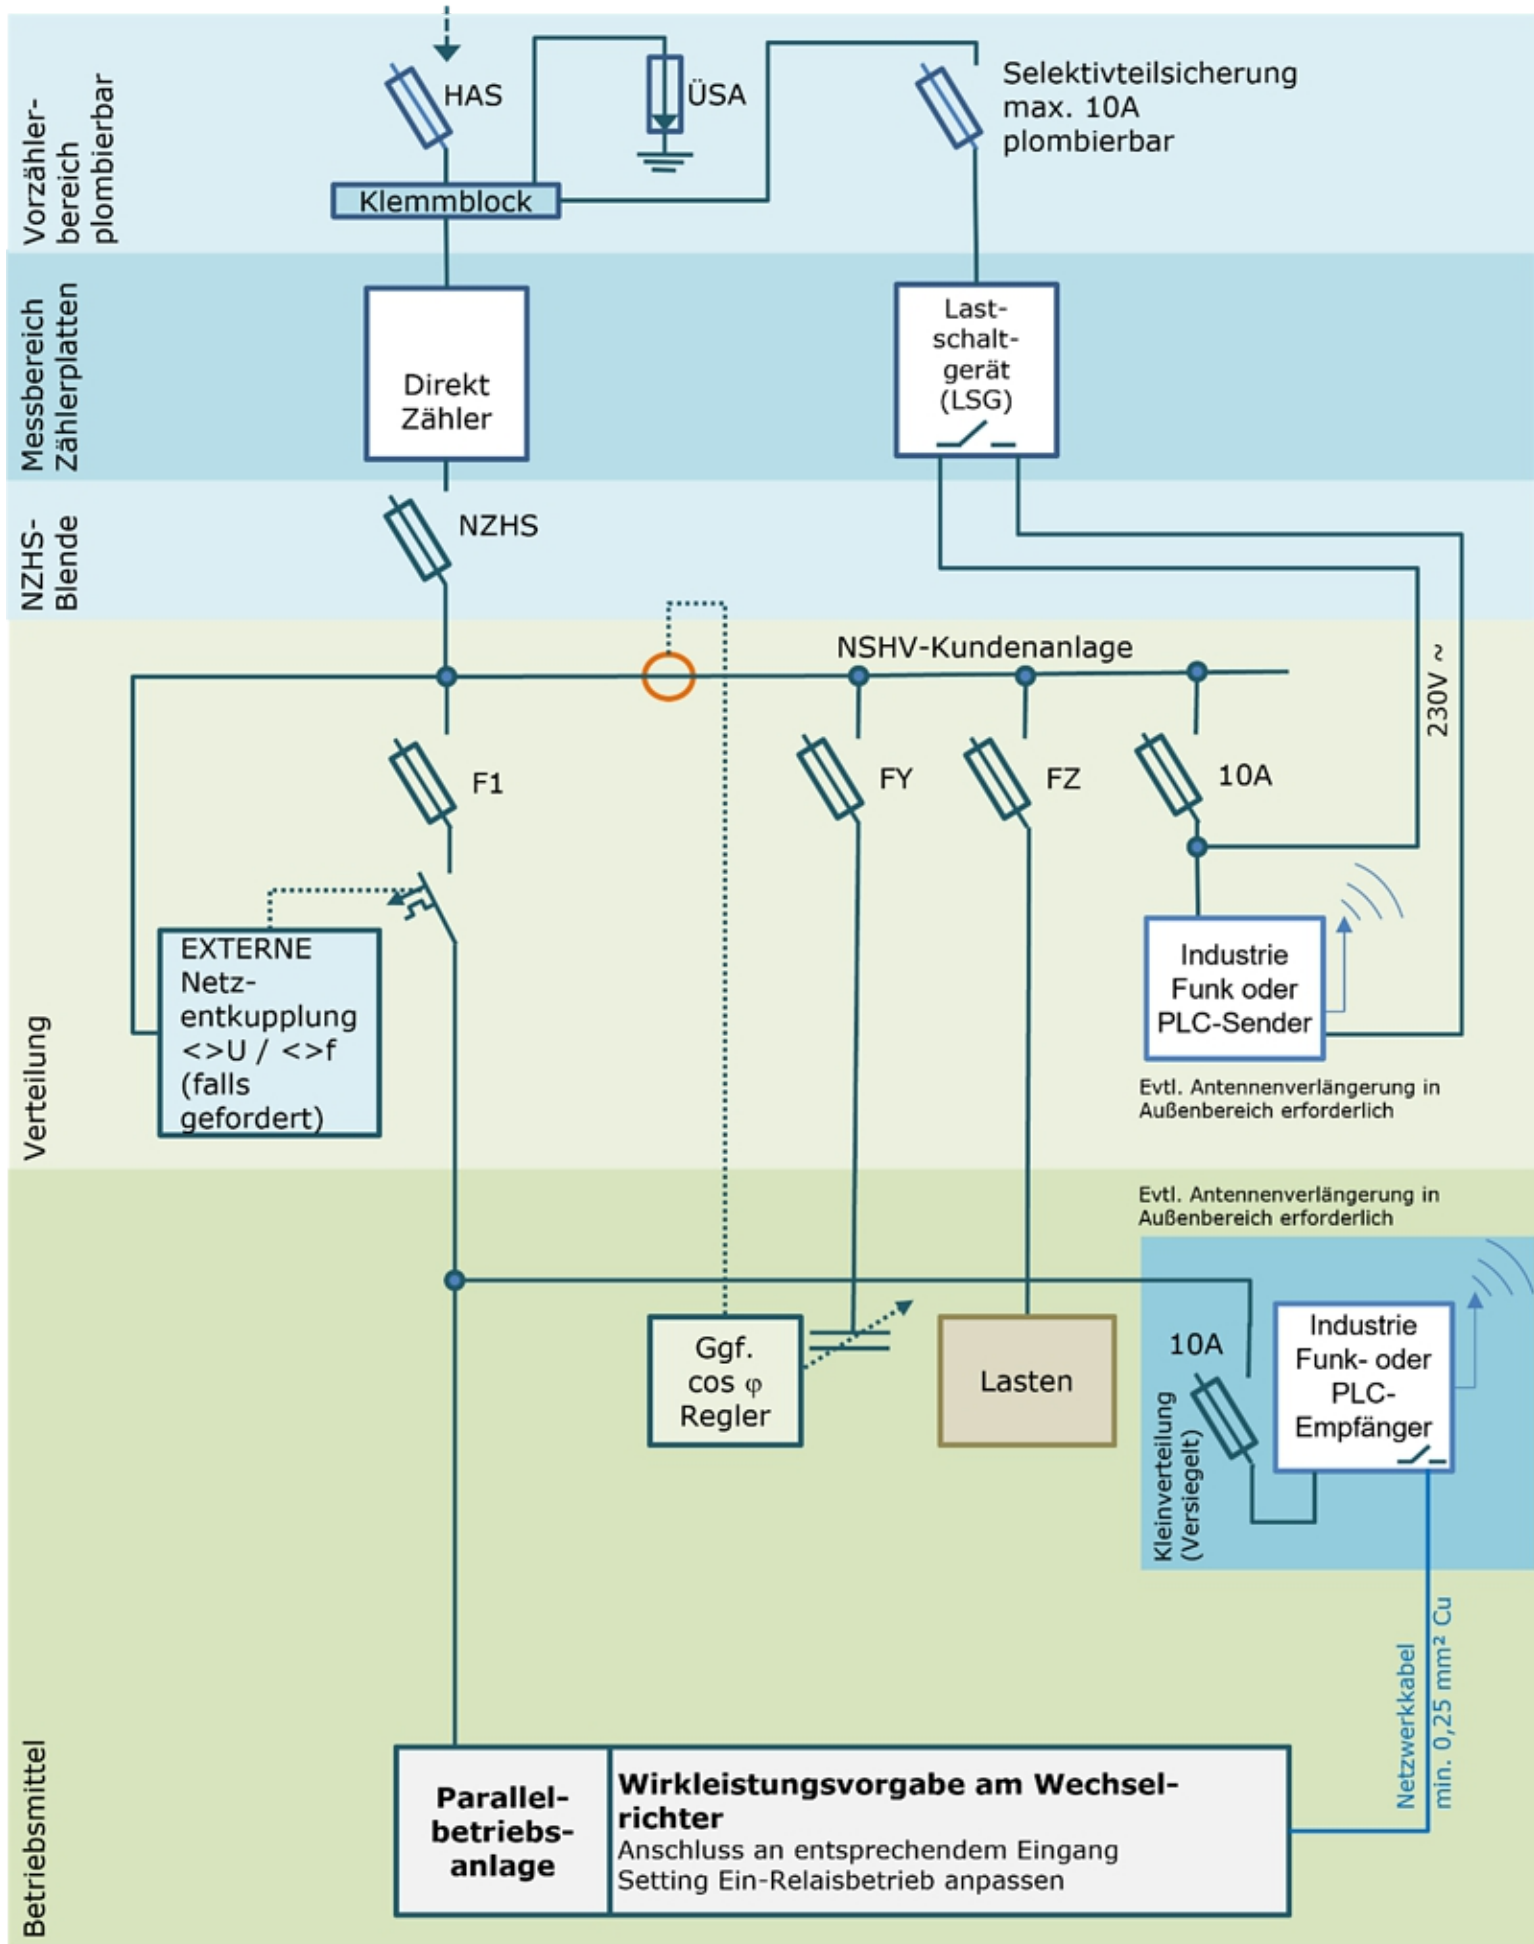 Vorzähler-
bereich
plombierbar
HAS
ÜSA
Selektivteilsicherung
max. 10A
plombierbar
Klemmblock
Messbereich
Zählerplatten
Direkt
Zähler
Last-
schalt-
gerät
(LSG)
NZHS-
Blende
NZHS
NSHV-Kundenanlage
230V ~
Verteilung
F1
FY
FZ
10A
EXTERNE
Netz-
entkupplung
<>U / <>f
(falls
gefordert)
Industrie
Funk oder
PLC-Sender
Evtl. Antennenverlängerung in
Außenbereich erforderlich
Betriebsmittel
Evtl. Antennenverlängerung in
Außenbereich erforderlich
Ggf.
cos φ
Regler
Lasten
10A
Kleinverteilung
(Versiegelt)
Industrie
Funk- oder
PLC-
Empfänger
Netzwerkkabel
min. 0,25 mm² Cu
Parallel-
betriebs-
anlage
Wirkleistungsvorgabe am Wechsel-
richter
Anschluss an entsprechendem Eingang
Setting Ein-Relaisbetrieb anpassen